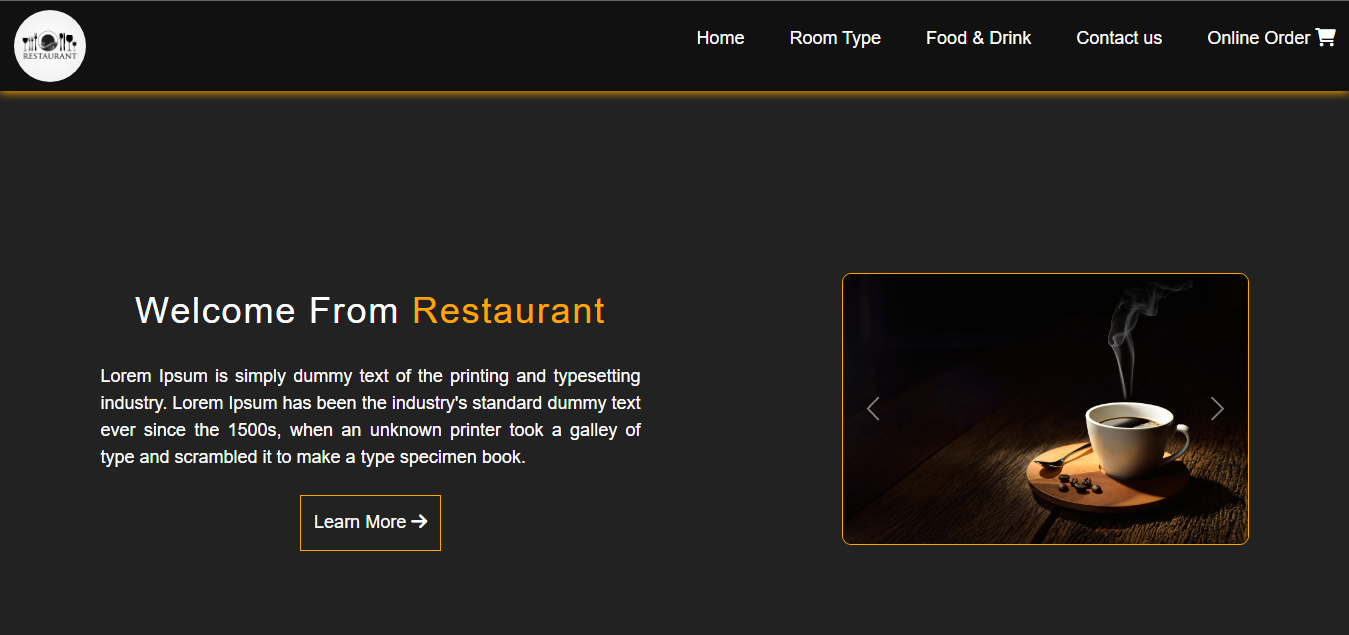 RESTAURANT
Home
Room Type
Food & Drink
Contact us
Online Order
Welcome From Restaurant
Lorem Ipsum is simply dummy text of the printing and typesetting
industry. Lorem Ipsum has been the industry's standard dummy text
ever since the 1500s, when an unknown printer took a galley of
type and scrambled it to make a type specimen book.
Learn More